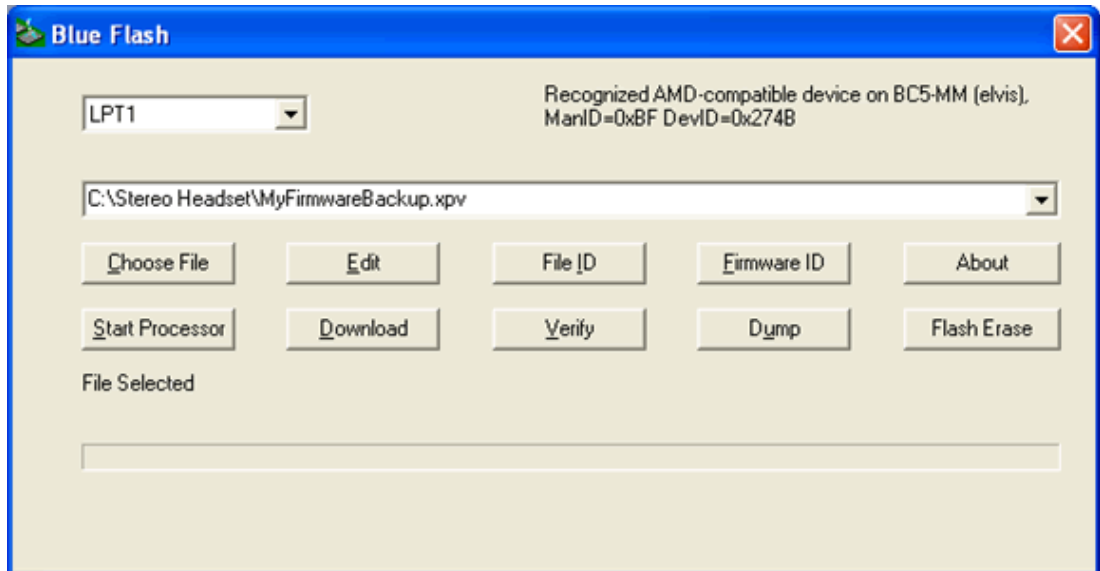 Blue Flash
LPT1
Recognized AMD-compatible device on BC5-MM (elvis),
ManID=0xBF DevID=0x274B
C:\Stereo Headset\MyFirmwareBackup.xpv
Choose File
Edit
File ID
Firmware ID
About
Start Processor
Download
Verify
Dump
Flash Erase
File Selected